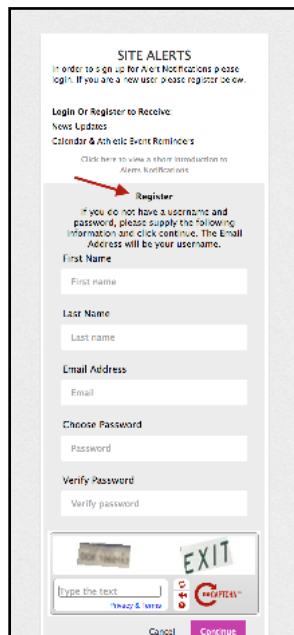 SITE ALERTS
In order to sign up for Alert Notifications please
login. If you are a new user please register below.
Login Or Register to Receive:
News Updates
Calendar & Athletic Event Reminders
Click here to view a short introduction to
Alerts Notifications
Register
If you do not have a username and
password, please supply the following
information and click continue. The Email
Address will be your username.
First Name
First name
Last Name
Last name
Email Address
Email
Choose Password
Password
Verify Password
Verify password
EXIT
Type the text
Privacy & Terms
reCAPTCHA™
Cancel
Continue